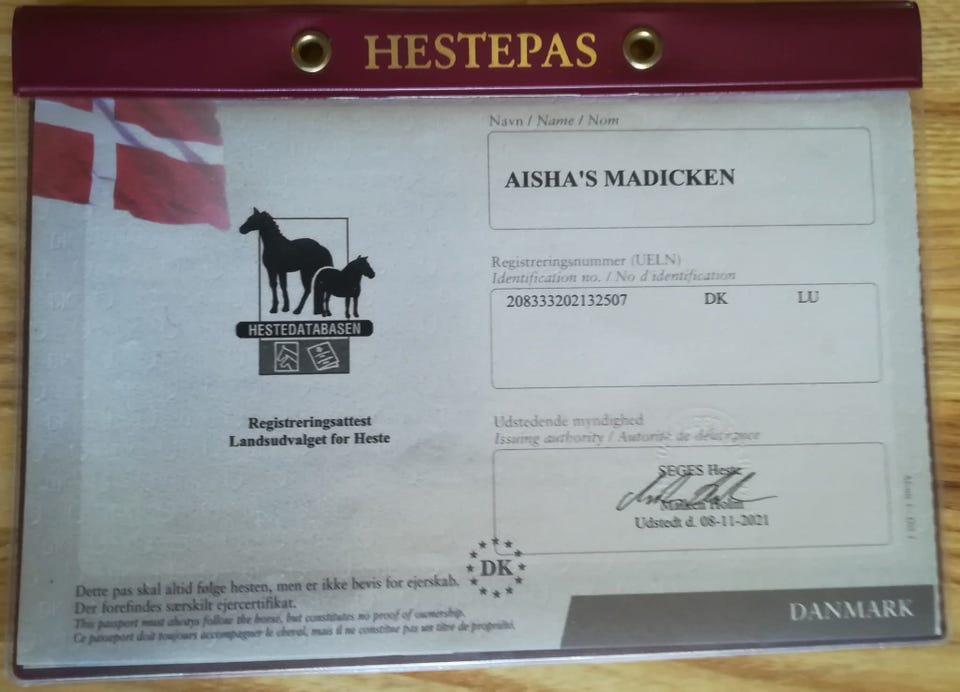 HESTEPAS
Navn / Name / Nom
AISHA'S MADICKEN
Registreringsnummer (UELN)
Identification no. / No d'identification
208333202132507 DK LU
HESTEDATABASEN
Registreringsattest
Landsudvalget for Heste
Udstedende myndighed
Issuing authority / Autorité de délivrance
SEGES Heste
Udstedt d. 08-11-2021
DK
Dette pas skal altid følge hesten, men er ikke bevis for ejerskab.
Der forefindes særskilt ejercertifikat.
This passport must always follow the horse, but constitutes no proof of ownership.
Ce passeport doit toujours accompagner le cheval, mais il ne constitue pas un titre de propriété.
DANMARK